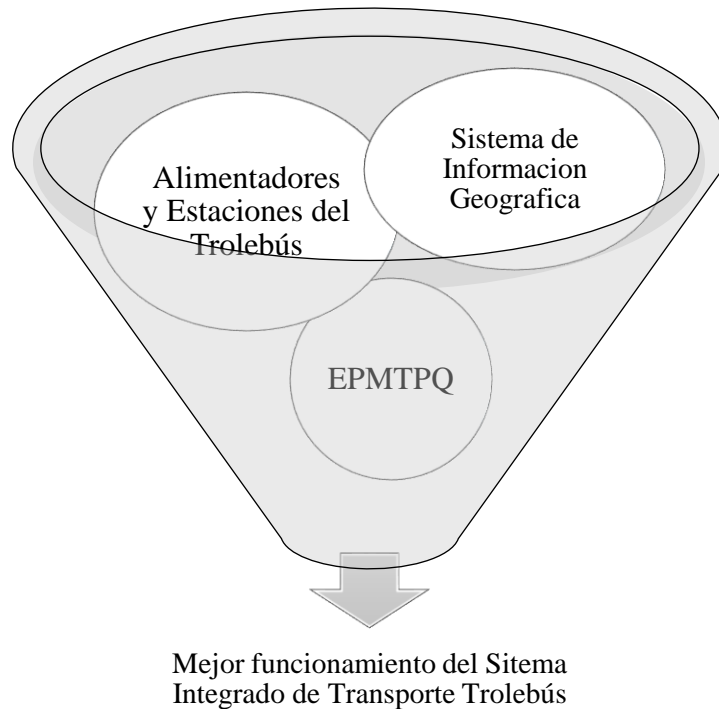 Alimentadores
y Estaciones del
Trolebús
Sistema de
Informacion
Geografica
EPMTPQ
Mejor funcionamiento del Sitema
Integrado de Transporte Trolebús